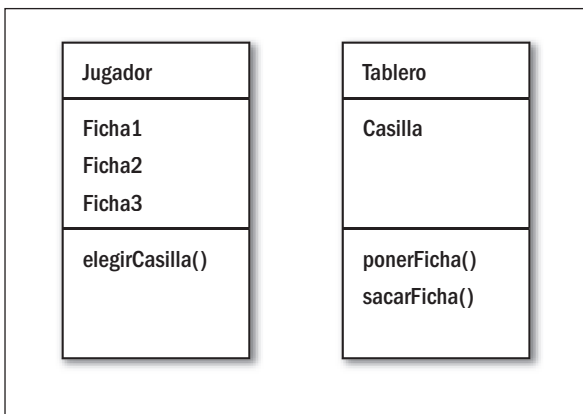 Jugador
Ficha1
Ficha2
Ficha3
elegirCasilla()
Tablero
Casilla
ponerFicha()
sacarFicha()